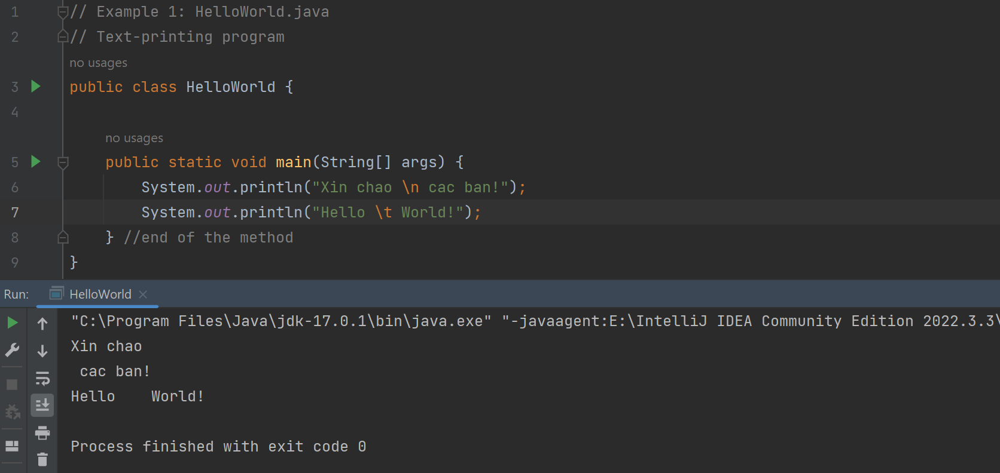 1 // Example 1: HelloWorld.java
2 // Text-printing program
no usages
3 public class HelloWorld {
4
no usages
5 public static void main(String[] args) {
6 System.out.println("Xin chao \n cac ban!");
7 System.out.println("Hello \t World!");
8 } //end of the method
9 }
Run: HelloWorld
"C:\Program Files\Java\jdk-17.0.1\bin\java.exe" "-javaagent:E:\IntelliJ IDEA Community Edition 2022.3.3\
Xin chao
 cac ban!
Hello    World!
Process finished with exit code 0